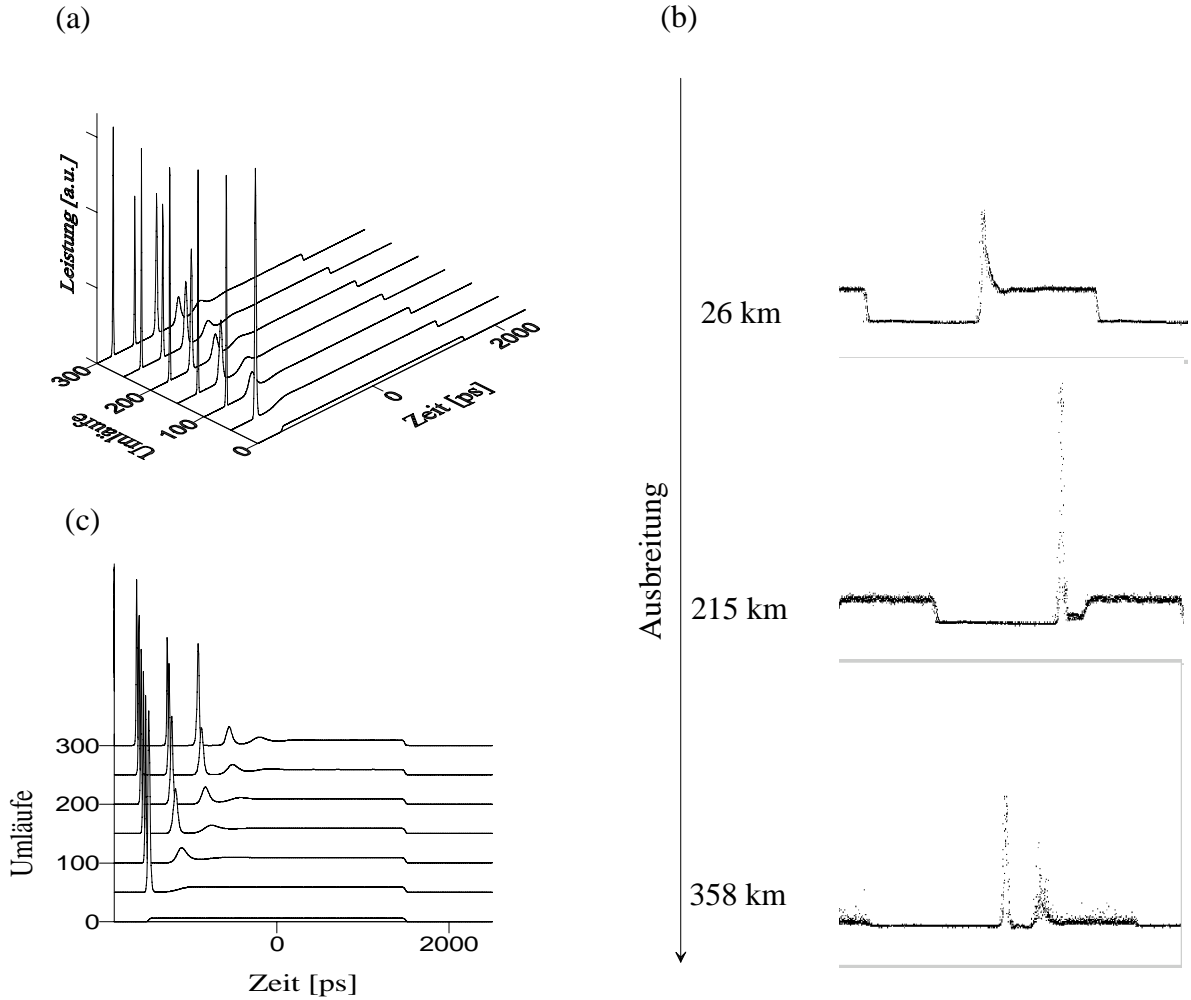 (a)
Leistung [a.u.]
300
200
100
0
Umläufe
0
2000
Zeit [ps]
(b)
Ausbreitung
26 km
215 km
358 km
(c)
Umläufe
300
200
100
0
0
2000
Zeit [ps]